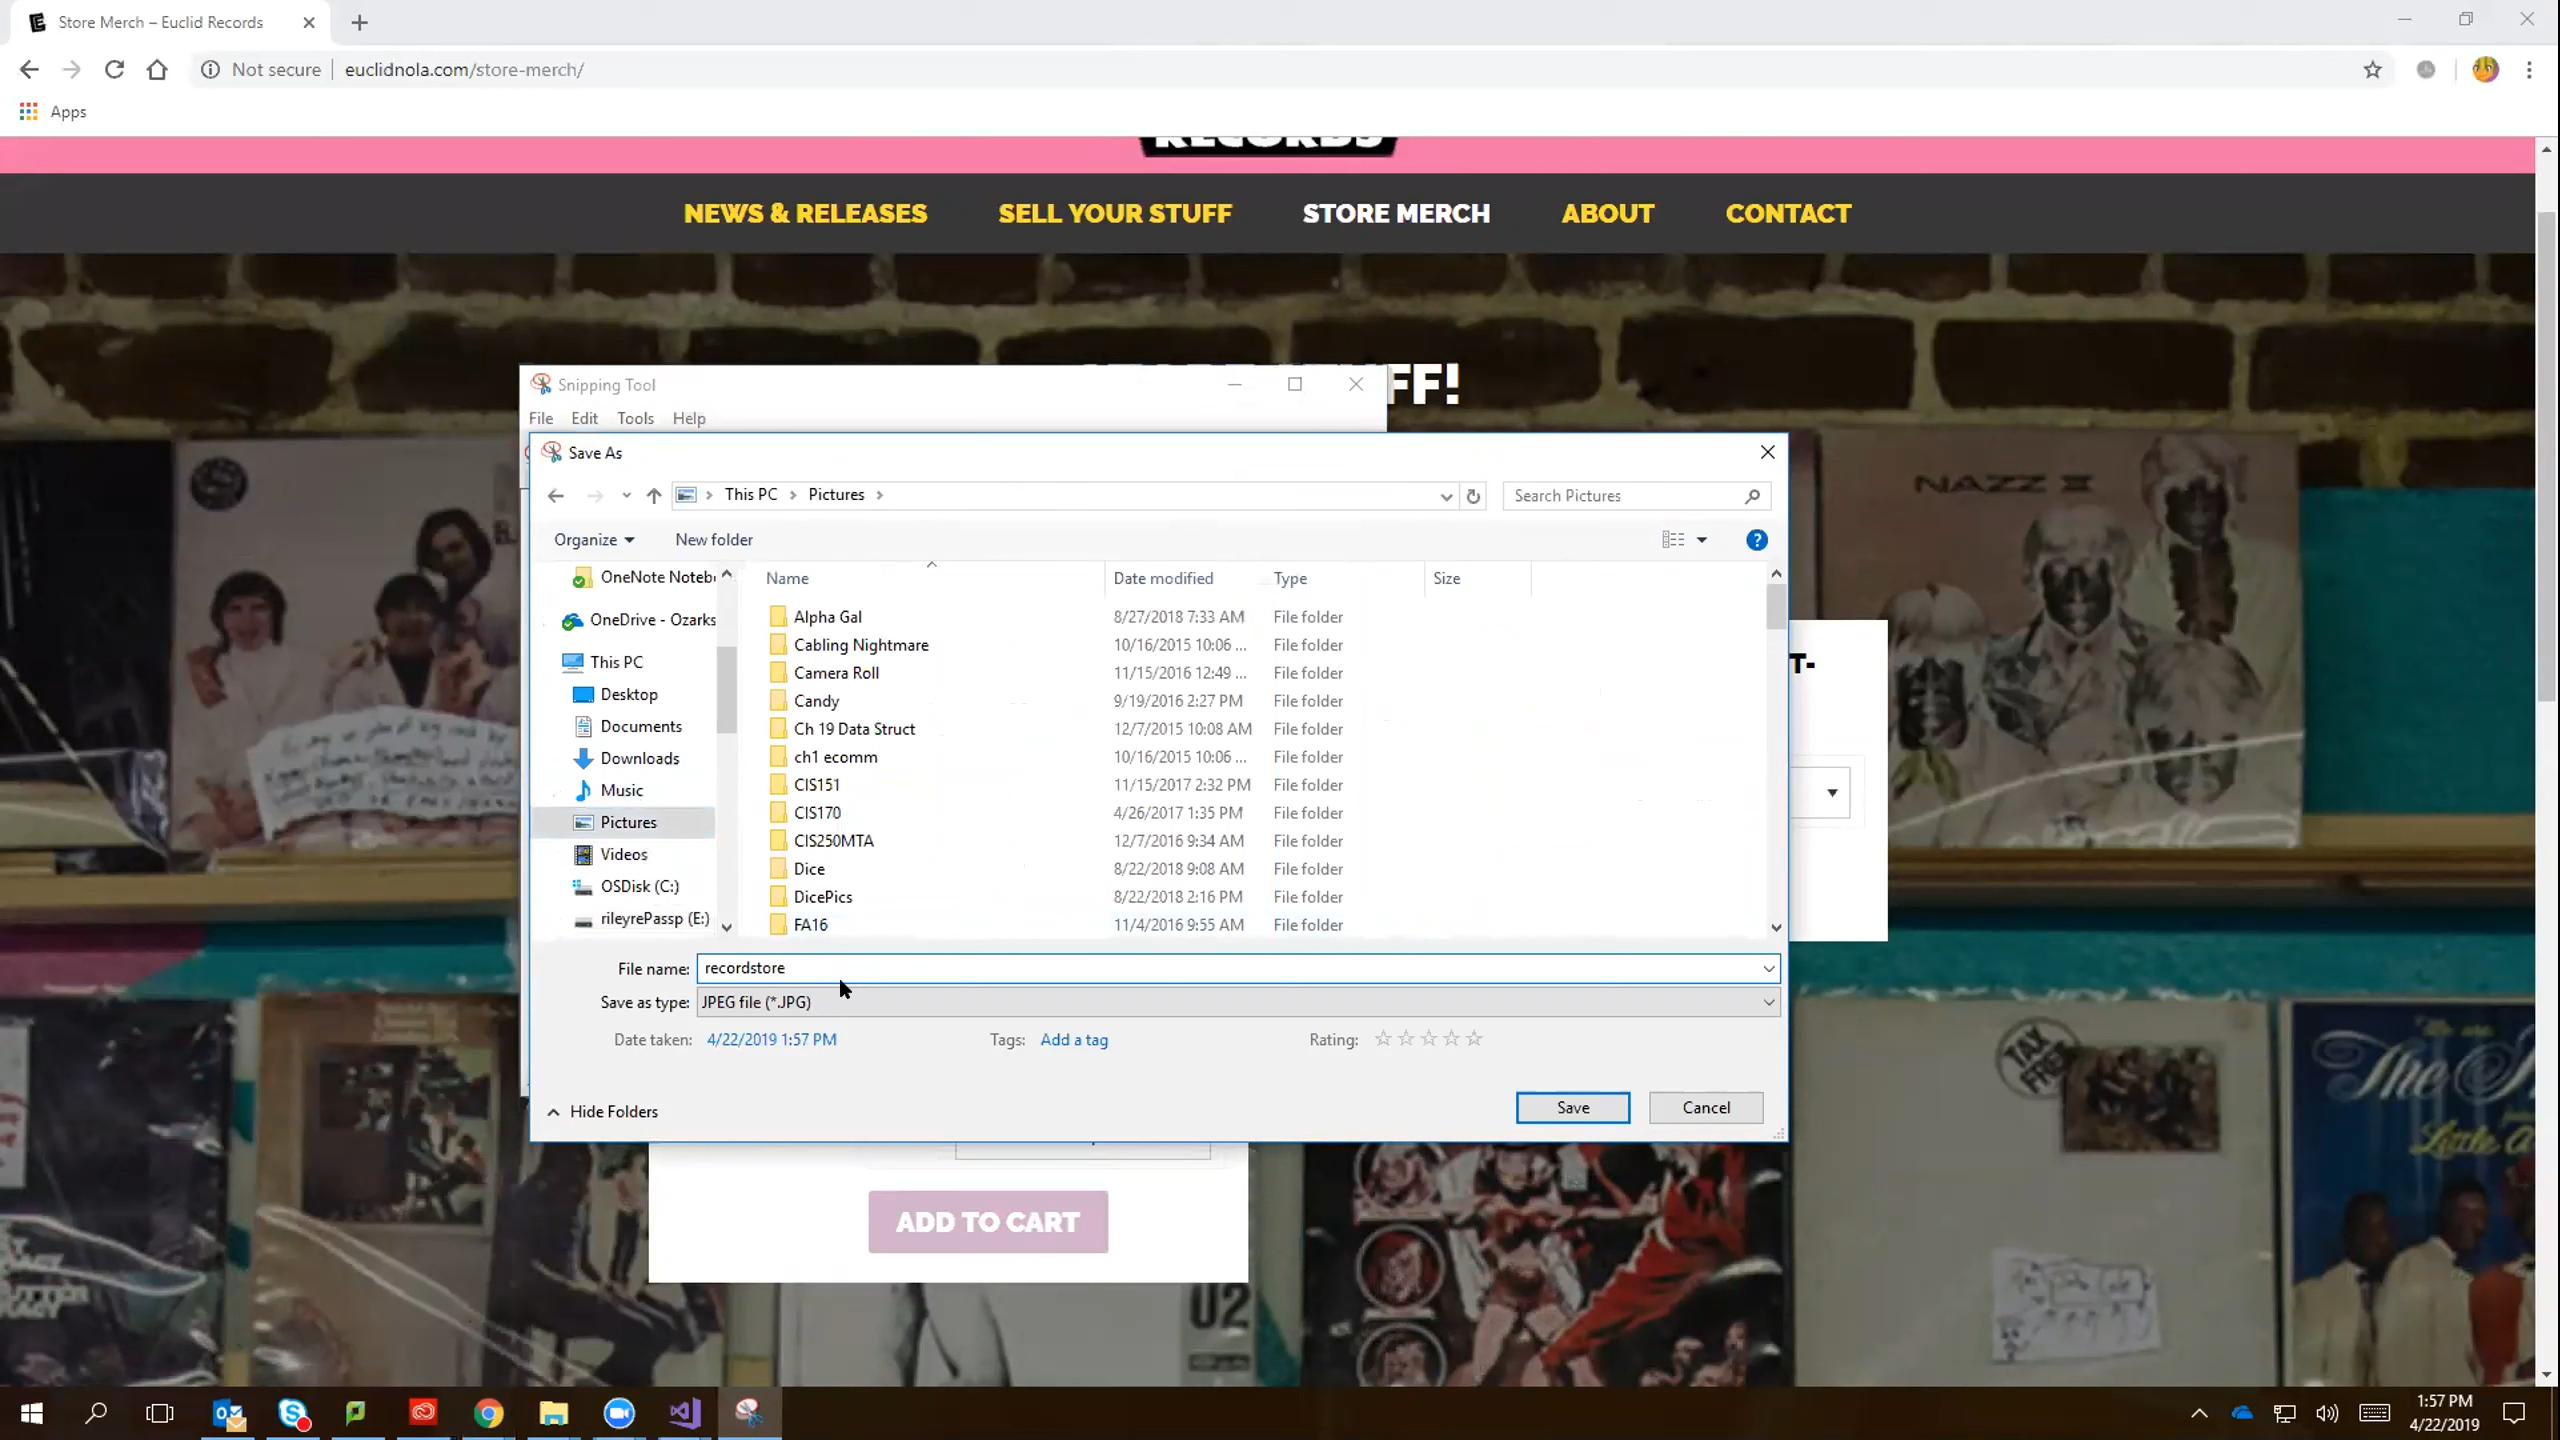 Store Merch – Euclid Records
Not secure | euclidnola.com/store-merch/
Apps
RECORDS
NEWS & RELEASES SELL YOUR STUFF STORE MERCH ABOUT CONTACT
FF!
Snipping Tool
File Edit Tools Help
Save As
This PC Pictures
Search Pictures
Organize New folder
Name Date modified Type Size
OneNote Noteb
OneDrive - Ozarks
This PC
Desktop
Documents
Downloads
Music
Pictures
Videos
OSDisk (C:)
rileyrePassp (E:)
Alpha Gal 8/27/2018 7:33 AM File folder
Cabling Nightmare 10/16/2015 10:06 ... File folder
Camera Roll 11/15/2016 12:49 ... File folder
Candy 9/19/2016 2:27 PM File folder
Ch 19 Data Struct 12/7/2015 10:08 AM File folder
ch1 ecomm 10/16/2015 10:06 ... File folder
CIS151 11/15/2017 2:32 PM File folder
CIS170 4/26/2017 1:35 PM File folder
CIS250MTA 12/7/2016 9:34 AM File folder
Dice 8/22/2018 9:08 AM File folder
DicePics 8/22/2018 2:16 PM File folder
FA16 11/4/2016 9:55 AM File folder
File name: recordstore
Save as type: JPEG file (*.JPG)
Date taken: 4/22/2019 1:57 PM Tags: Add a tag Rating:
Hide Folders
Save Cancel
T-
NAZZ II
TAX FREE
The
Little A
U2
ADD TO CART
1:57 PM
4/22/2019